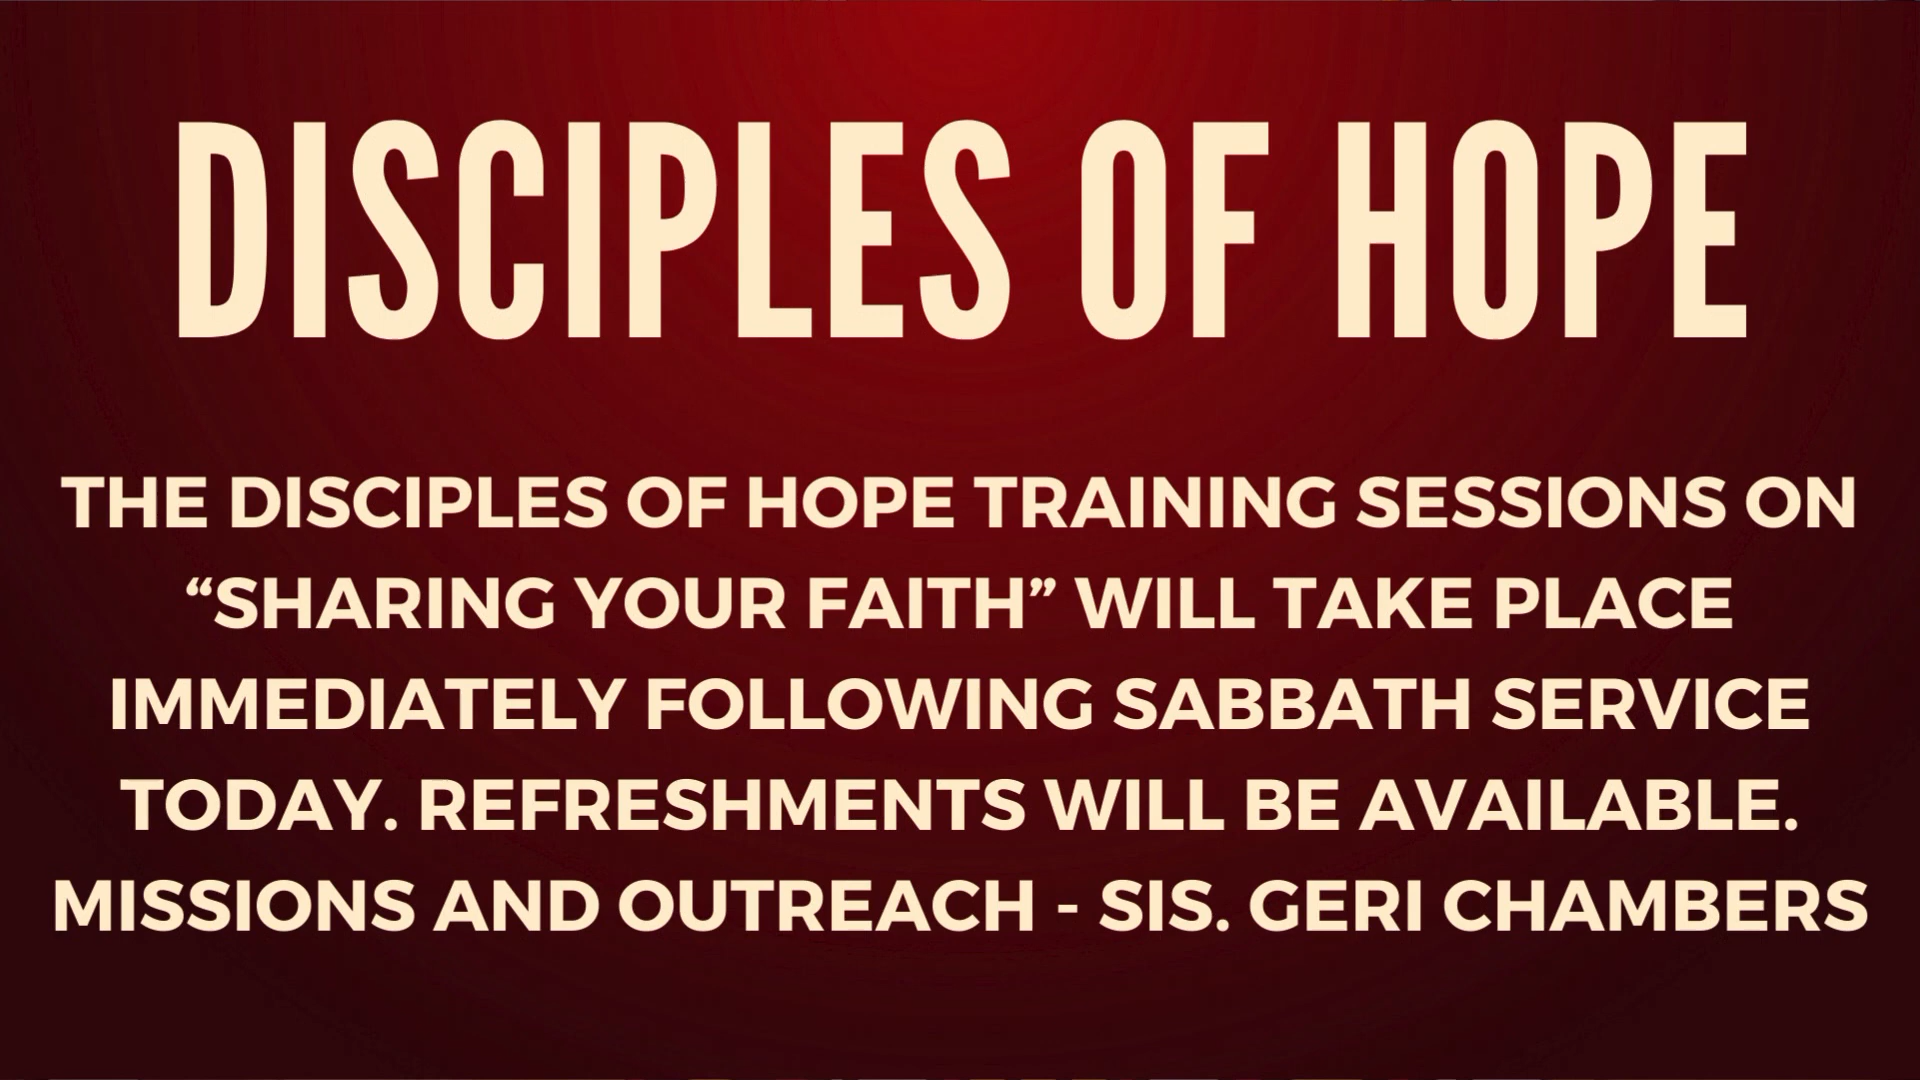 DISCIPLES OF HOPE
THE DISCIPLES OF HOPE TRAINING SESSIONS ON
“SHARING YOUR FAITH” WILL TAKE PLACE
IMMEDIATELY FOLLOWING SABBATH SERVICE
TODAY. REFRESHMENTS WILL BE AVAILABLE.
MISSIONS AND OUTREACH - SIS. GERI CHAMBERS